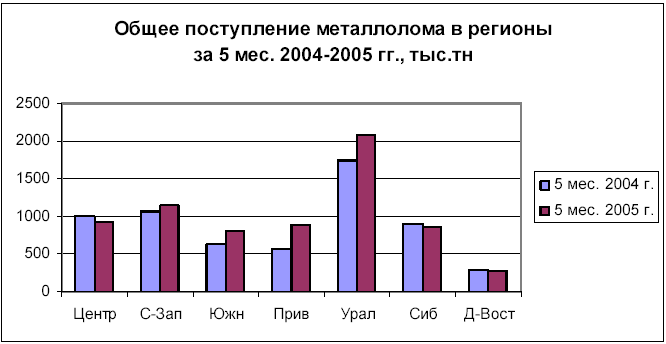 Общее поступление металлолома в регионы
за 5 мес. 2004-2005 гг., тыс.тн
2500
2000
1500
1000
500
0
Центр С-Зап Южн Прив Урал Сиб Д-Вост
5 мес. 2004 г.
5 мес. 2005 г.